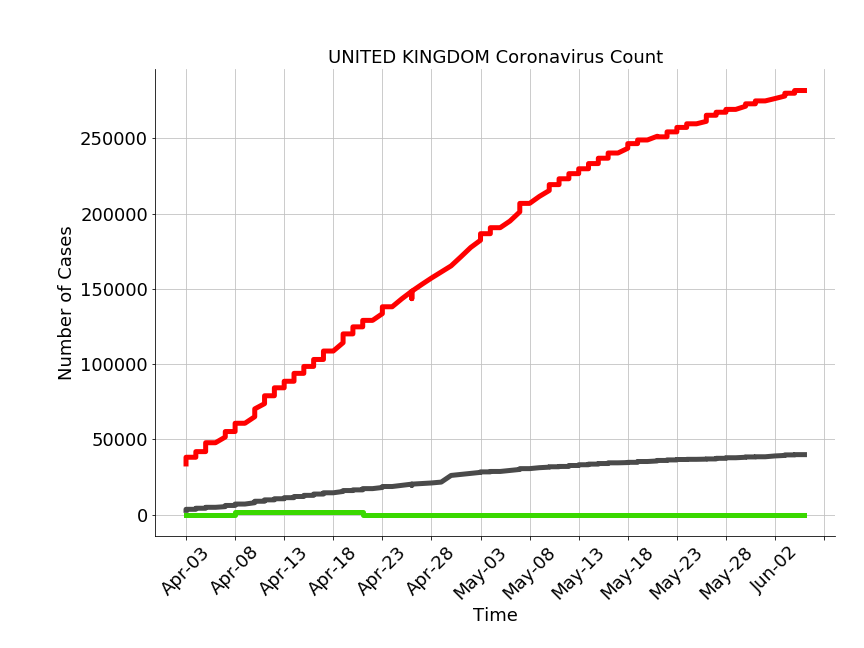 UNITED KINGDOM Coronavirus Count
Number of Cases
250000
200000
150000
100000
50000
0
Apr-03
Apr-08
Apr-13
Apr-18
Apr-23
Apr-28
May-03
May-08
May-13
May-18
May-23
May-28
Jun-02
Time